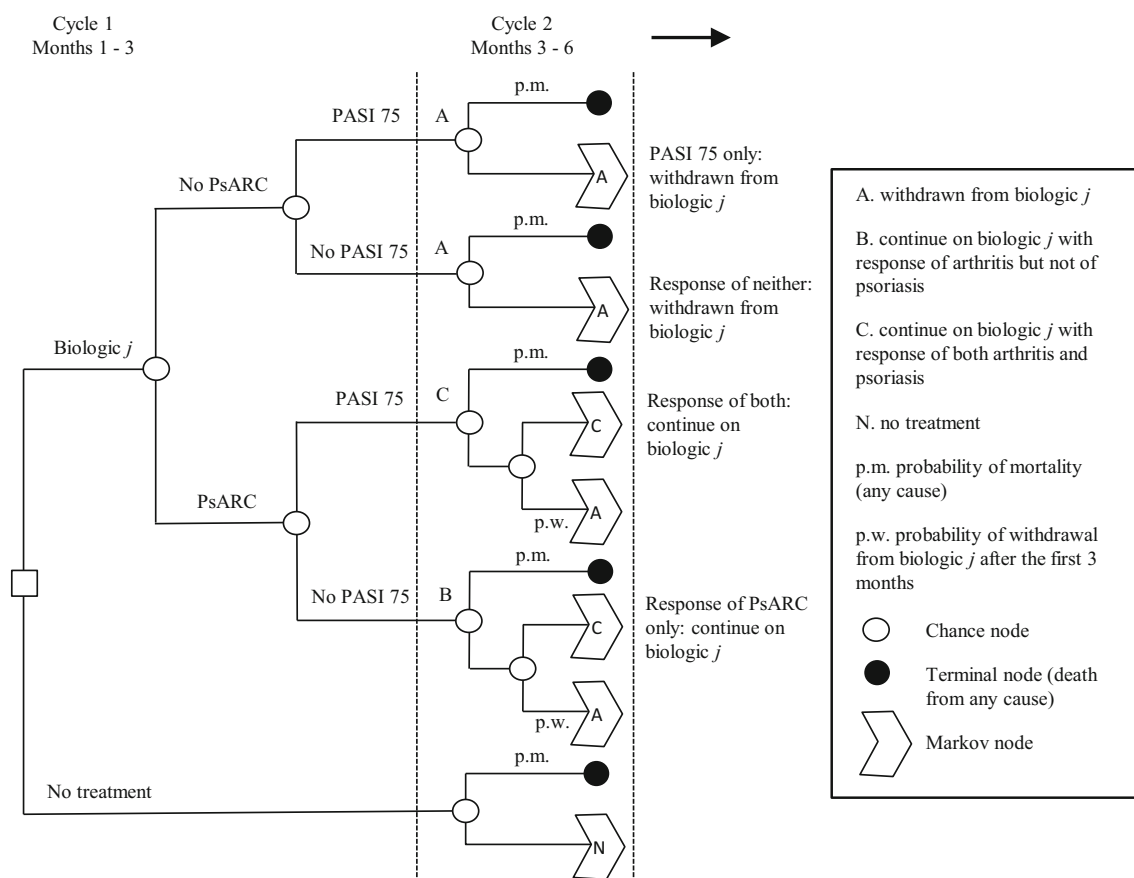 Cycle 1
Months 1 - 3
Cycle 2
Months 3 - 6
p.m.
PASI 75
A
A
PASI 75 only:
withdrawn from
biologic j
No PsARC
p.m.
No PASI 75
A
A
Response of neither:
withdrawn from
biologic j
Biologic j
p.m.
PASI 75
C
C
Response of both:
continue on
biologic j
PsARC
A
p.w.
p.m.
No PASI 75
B
C
Response of PsARC
only: continue on
biologic j
A
p.w.
p.m.
No treatment
N
A. withdrawn from biologic j
B. continue on biologic j with
response of arthritis but not of
psoriasis
C. continue on biologic j with
response of both arthritis and
psoriasis
N. no treatment
p.m. probability of mortality
(any cause)
p.w. probability of withdrawal
from biologic j after the first 3
months
Chance node
Terminal node (death
from any cause)
Markov node